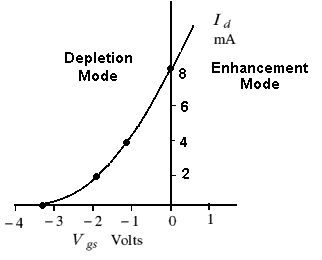 I d
mA
Depletion
Mode
Enhancement
Mode
8
6
4
2
-4 -3 -2 -1 0 1
V gs Volts